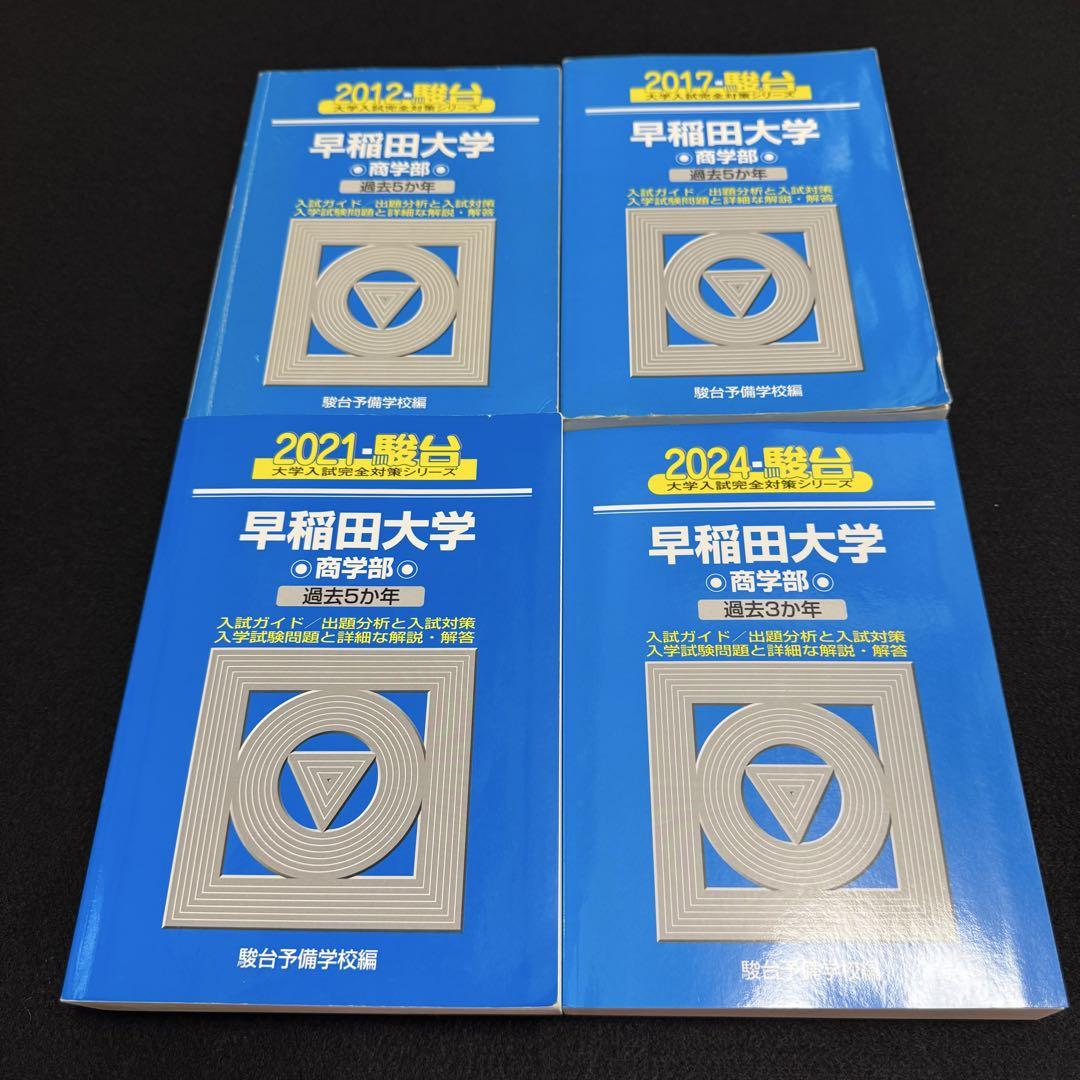 2012-駿台
大学入試完全対策シリーズ
早稲田大学
商学部
過去5か年
入試ガイド/出題分析と入試対策
入学試験問題と詳細な解説・解答
駿台予備学校編
2017-駿台
大学入試完全対策シリーズ
早稲田大学
商学部
過去5か年
入試ガイド/出題分析と入試対策
入学試験問題と詳細な解説・解答
駿台予備学校編
2021-駿台
大学入試完全対策シリーズ
早稲田大学
商学部
過去5か年
入試ガイド/出題分析と入試対策
入学試験問題と詳細な解説・解答
駿台予備学校編
2024-駿台
大学入試完全対策シリーズ
早稲田大学
商学部
過去3か年
入試ガイド/出題分析と入試対策
入学試験問題と詳細な解説・解答
駿台予備学校編